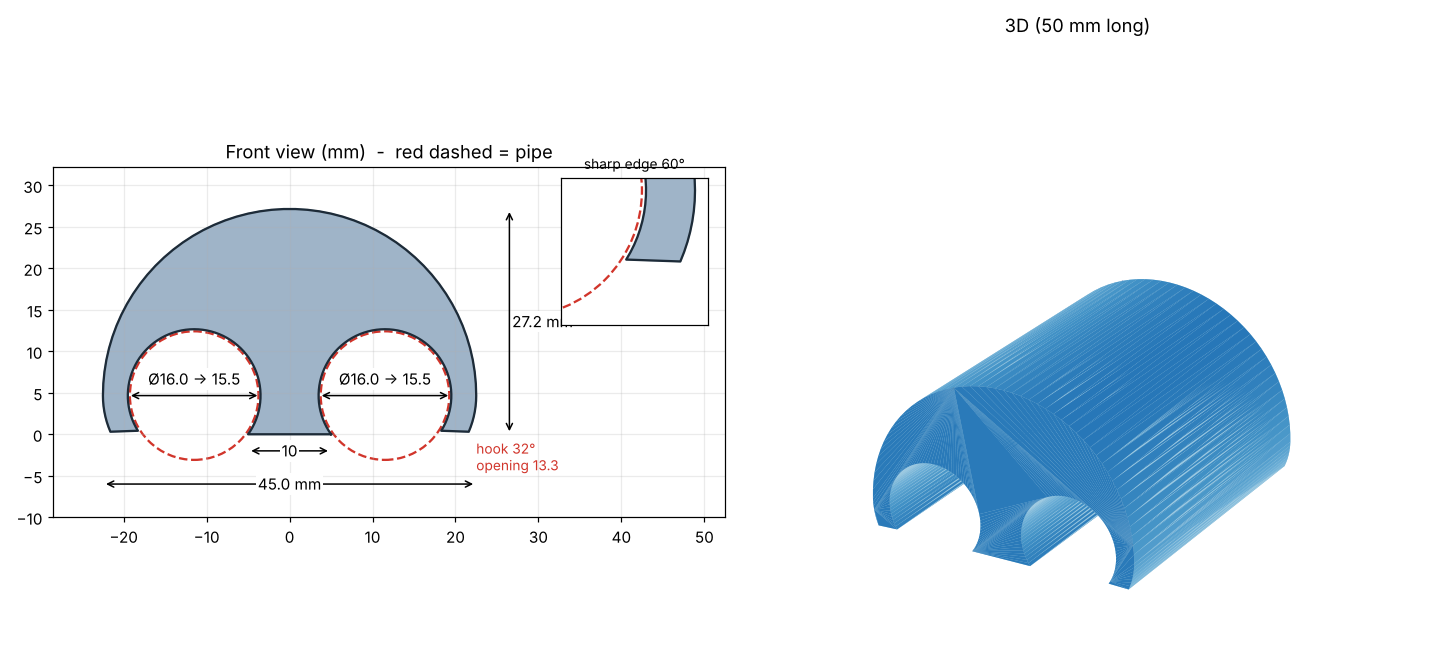 3D (50 mm long)
Front view (mm) - red dashed = pipe
sharp edge 60°
30
25
20
15
10
5
0
−5
−10
27.2 mm
Ø16.0 → 15.5
Ø16.0 → 15.5
10
hook 32°
opening 13.3
45.0 mm
−20
−10
0
10
20
30
40
50